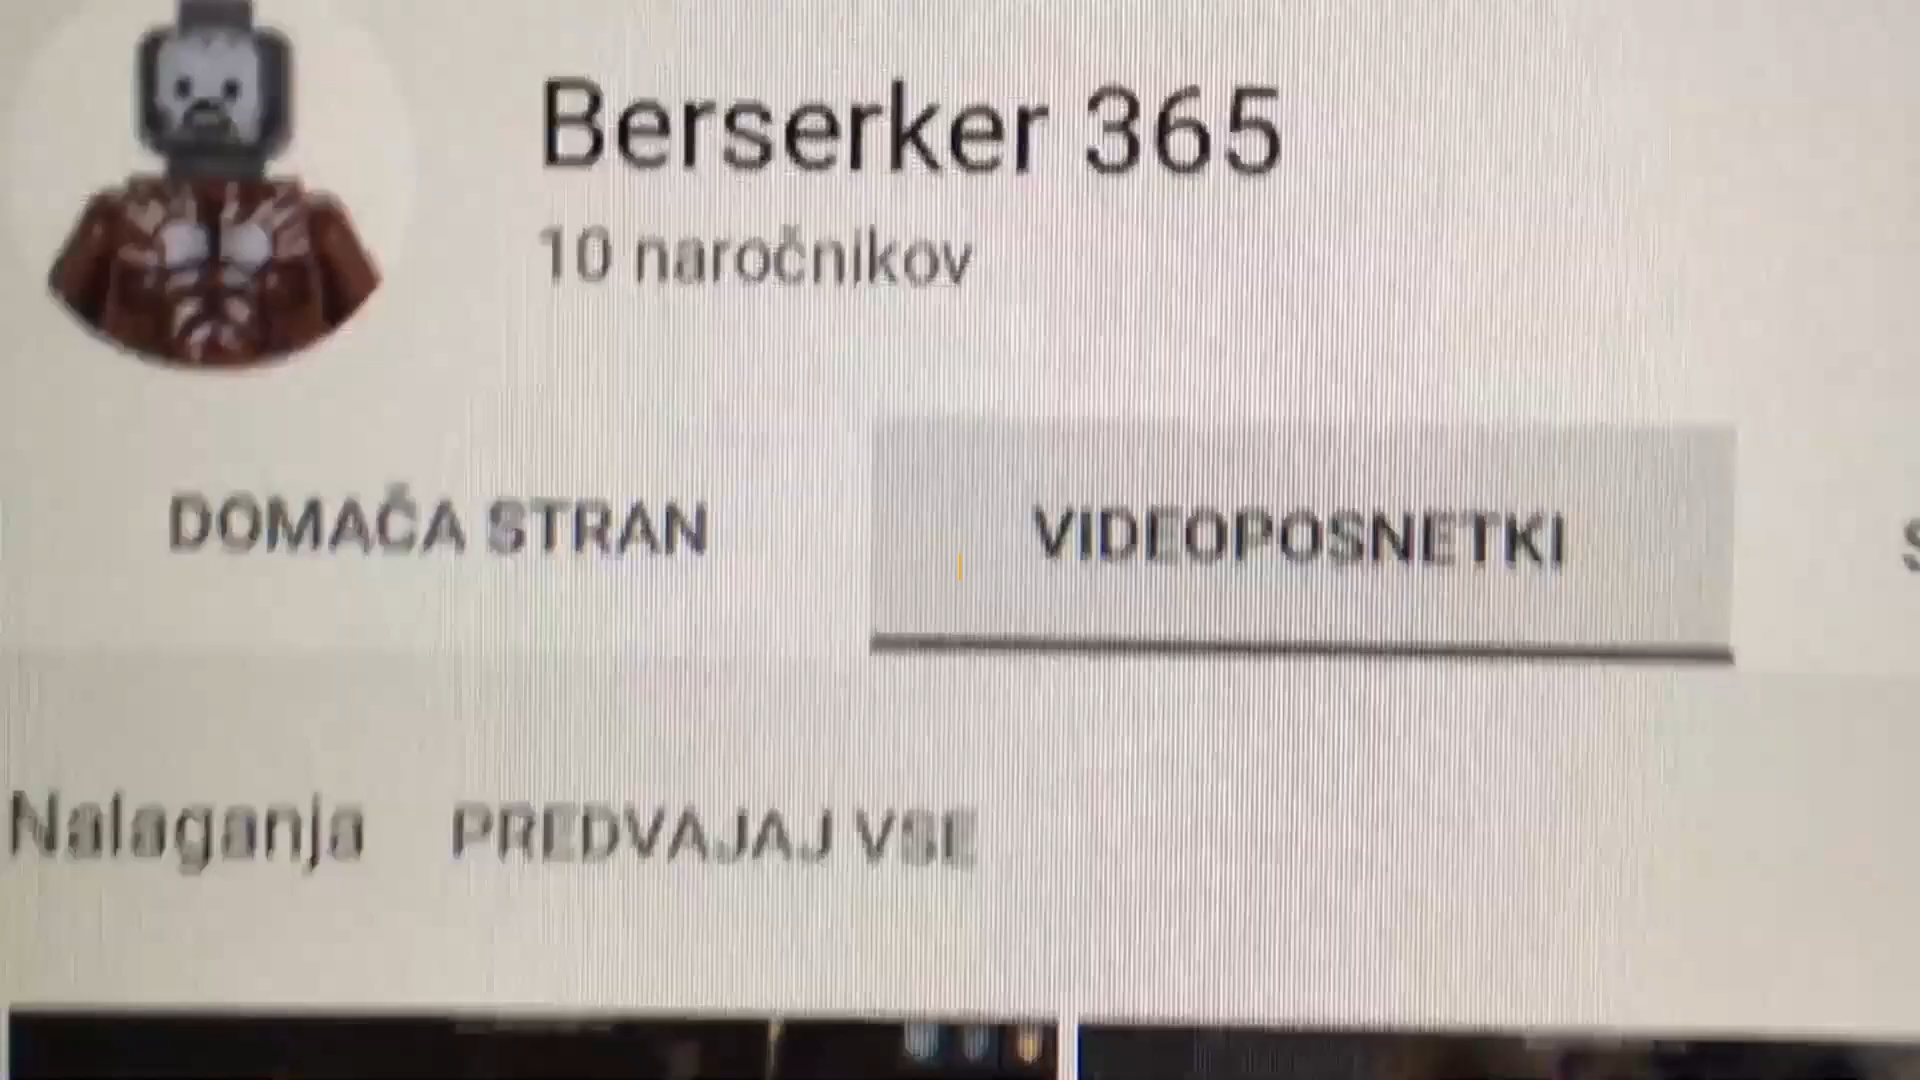 Berserker 365
10 naročnikov
DOMAČA STRAN
VIDEOPOSNETKI
Nalaganja
PREDVAJAJ VSE